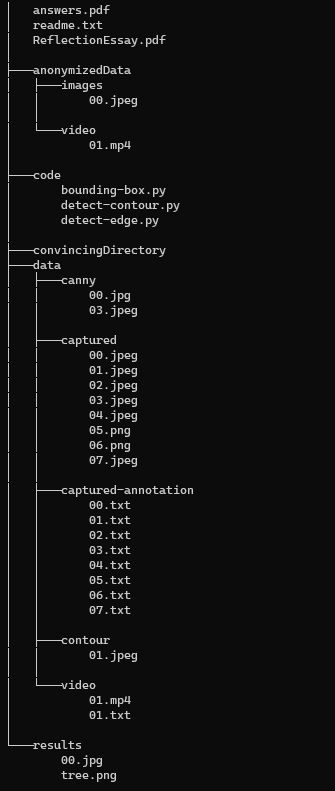 answers.pdf
readme.txt
ReflectionEssay.pdf
anonymizedData
images
00.jpeg
video
01.mp4
code
bounding-box.py
detect-contour.py
detect-edge.py
convincingDirectory
data
canny
00.jpg
03.jpeg
captured
00.jpeg
01.jpeg
02.jpeg
03.jpeg
04.jpeg
05.png
06.png
07.jpeg
captured-annotation
00.txt
01.txt
02.txt
03.txt
04.txt
05.txt
06.txt
07.txt
contour
01.jpeg
video
01.mp4
01.txt
results
00.jpg
tree.png